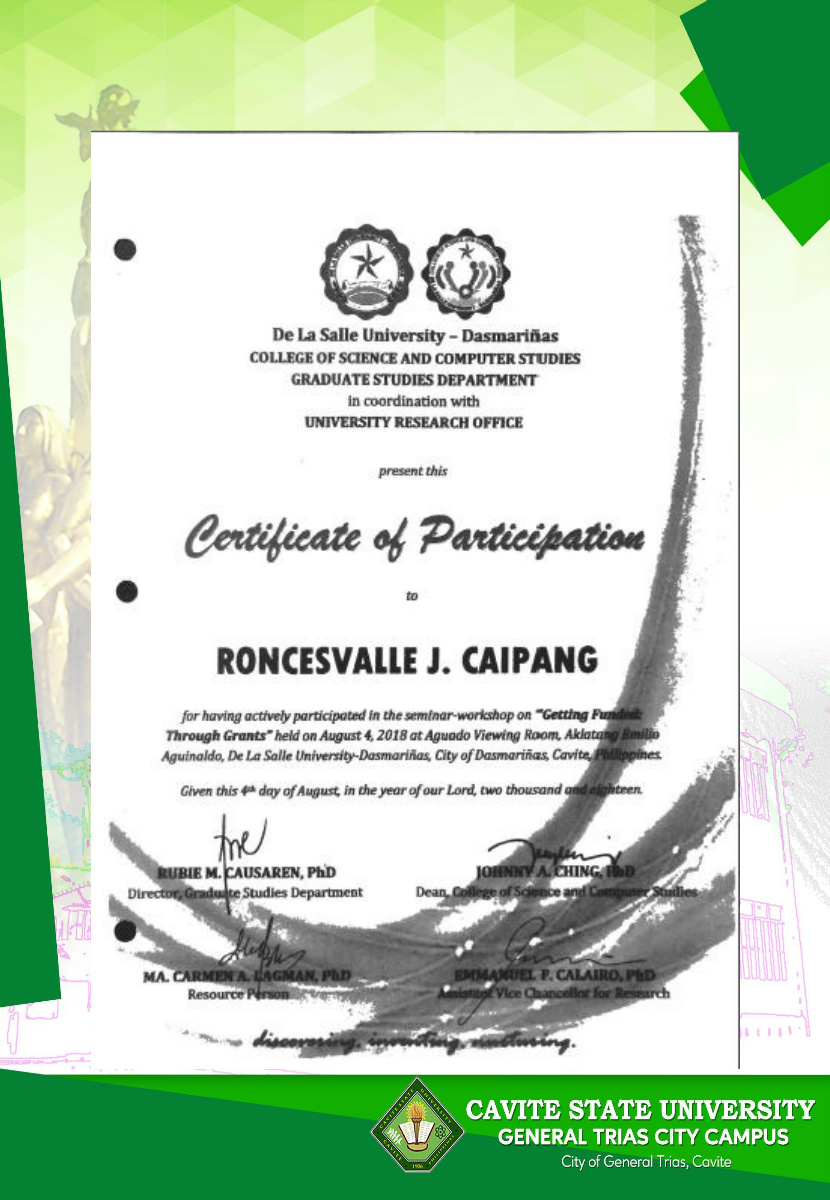 De La Salle University – Dasmariñas
COLLEGE OF SCIENCE AND COMPUTER STUDIES
GRADUATE STUDIES DEPARTMENT
in coordination with
UNIVERSITY RESEARCH OFFICE
present this
Certificate of Participation
to
RONCESVALLE J. CAIPANG
for having actively participated in the seminar-workshop on "Getting Funded:
Through Grants" held on August 4, 2018 at Aguado Viewing Room, Aklatang Emilio
Aguinaldo, De La Salle University-Dasmariñas, City of Dasmariñas, Cavite, Philippines.
Given this 4th day of August, in the year of our Lord, two thousand and eighteen.
RUBIE M. CAUSAREN, PhD
Director, Graduate Studies Department
JOHNNY A. CHING, PhD
Dean, College of Science and Computer Studies
MA. CARMEN A. LAGMAN, PhD
Resource Person
EMMANUEL F. CALAIRO, PhD
Assistant Vice Chancellor for Research
discovering. inventing. nurturing.
CAVITE STATE UNIVERSITY
GENERAL TRIAS CITY CAMPUS
City of General Trias, Cavite
1906